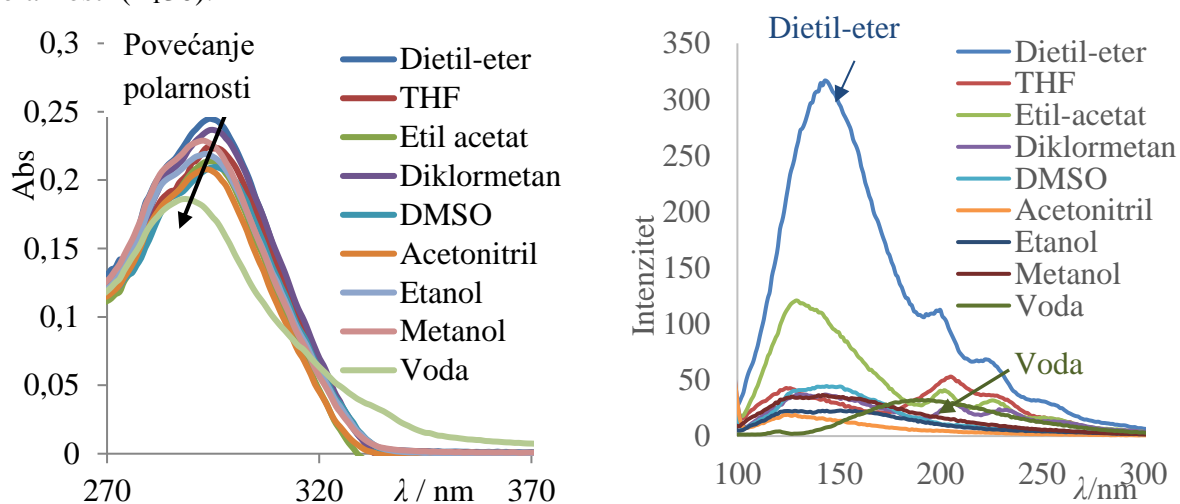 0,3
0,25
0,2
0,15
0,1
0,05
0
Abs
Povećanje
polarnosti
Dietil-eter
THF
Etil acetat
Diklormetan
DMSO
Acetonitril
Etanol
Metanol
Voda
270
320
λ / nm
370
Dietil-eter
350
300
250
200
150
100
50
0
Intenzitet
Dietil-eter
THF
Etil-acetat
Diklormetan
DMSO
Acetonitril
Etanol
Metanol
Voda
Voda
100
150
200
250
300
λ/nm